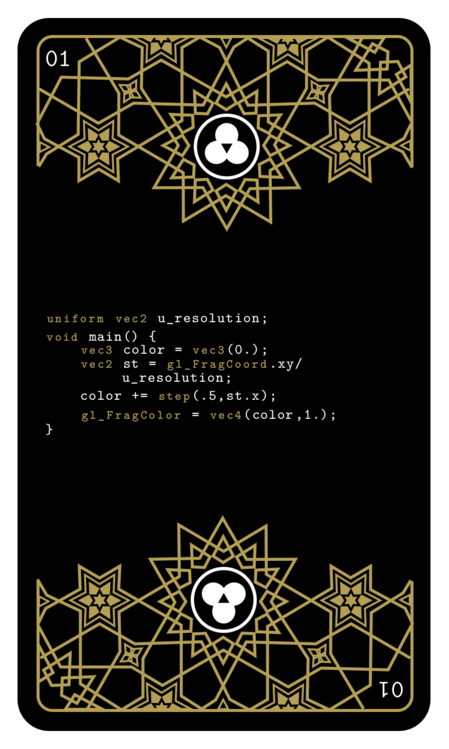 01
uniform vec2 u_resolution;
void main() {
    vec3 color = vec3(0.);
    vec2 st = gl_FragCoord.xy/
        u_resolution;
    color += step(.5,st.x);
    gl_FragColor = vec4(color,1.);
}
01